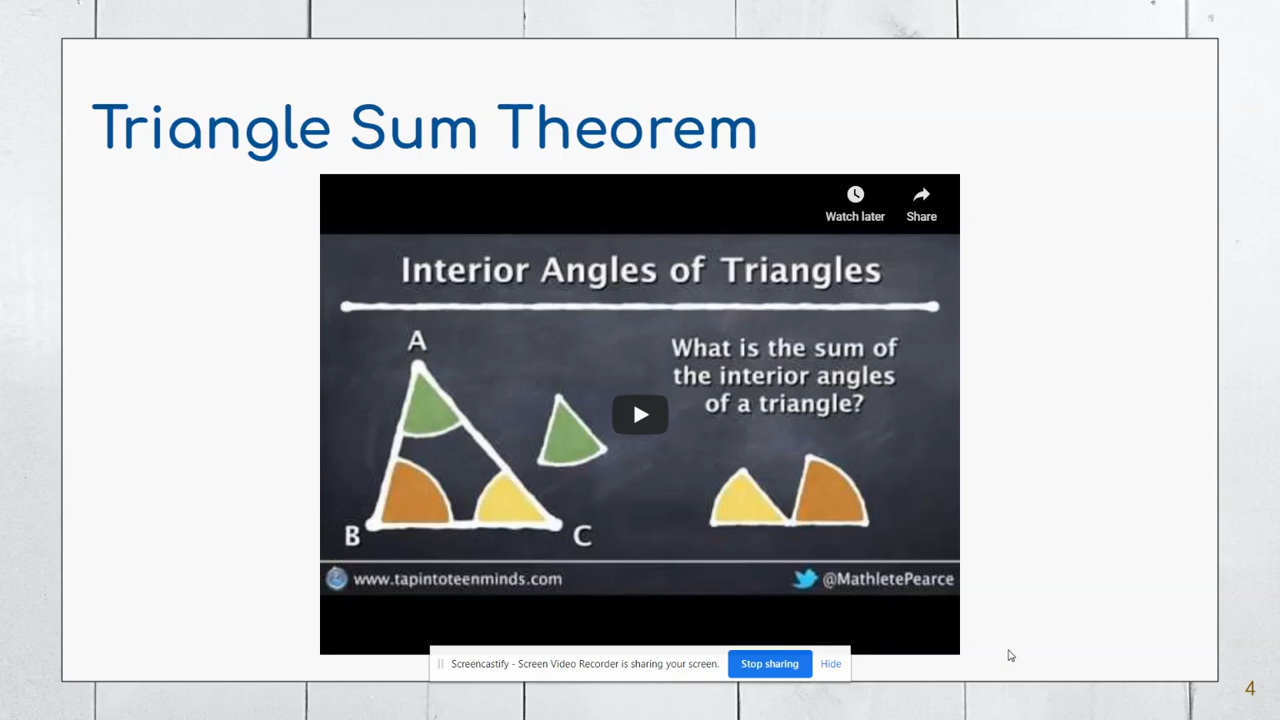 Triangle Sum Theorem
Watch later
Share
Interior Angles of Triangles
A
What is the sum of
the interior angles
of a triangle?
B
C
www.tapintoteenminds.com
@MathletePearce
Screencastify - Screen Video Recorder is sharing your screen.
Stop sharing
Hide
4